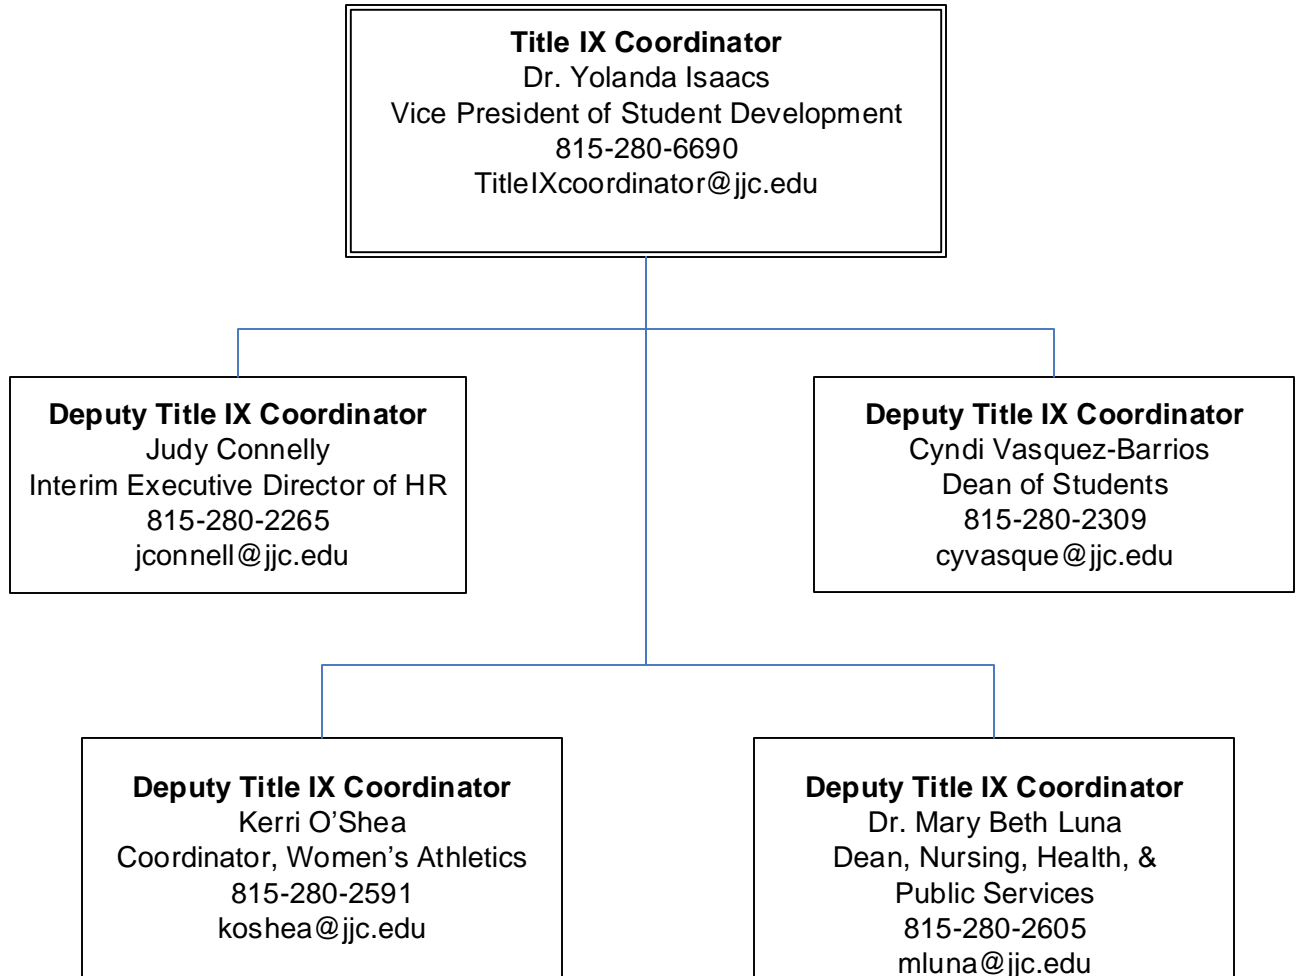 Title IX Coordinator
Dr. Yolanda Isaacs
Vice President of Student Development
815-280-6690
TitleIXcoordinator@jjc.edu
Deputy Title IX Coordinator
Judy Connelly
Interim Executive Director of HR
815-280-2265
jconnell@jjc.edu
Deputy Title IX Coordinator
Cyndi Vasquez-Barrios
Dean of Students
815-280-2309
cyvasque@jjc.edu
Deputy Title IX Coordinator
Kerri O’Shea
Coordinator, Women’s Athletics
815-280-2591
koshea@jjc.edu
Deputy Title IX Coordinator
Dr. Mary Beth Luna
Dean, Nursing, Health, &
Public Services
815-280-2605
mluna@jjc.edu